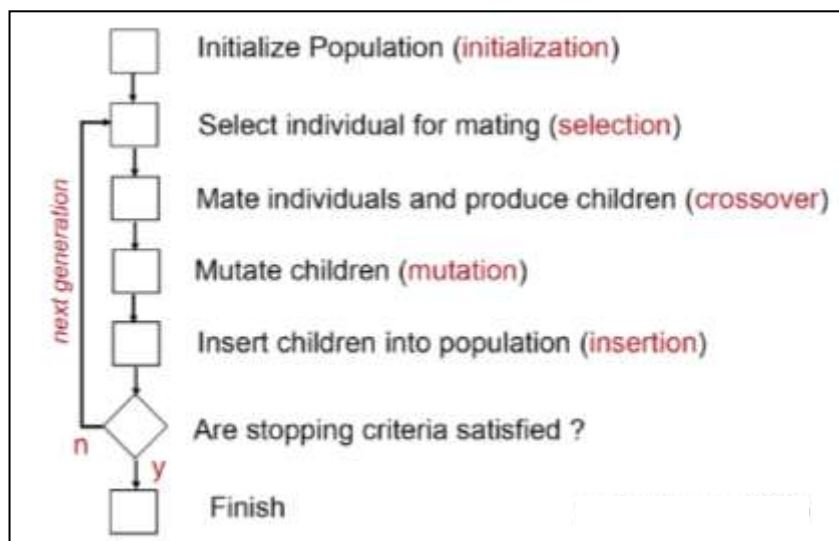 Initialize Population (initialization)
Select individual for mating (selection)
Mate individuals and produce children (crossover)
Mutate children (mutation)
Insert children into population (insertion)
next generation
Are stopping criteria satisfied ?
n
y
Finish